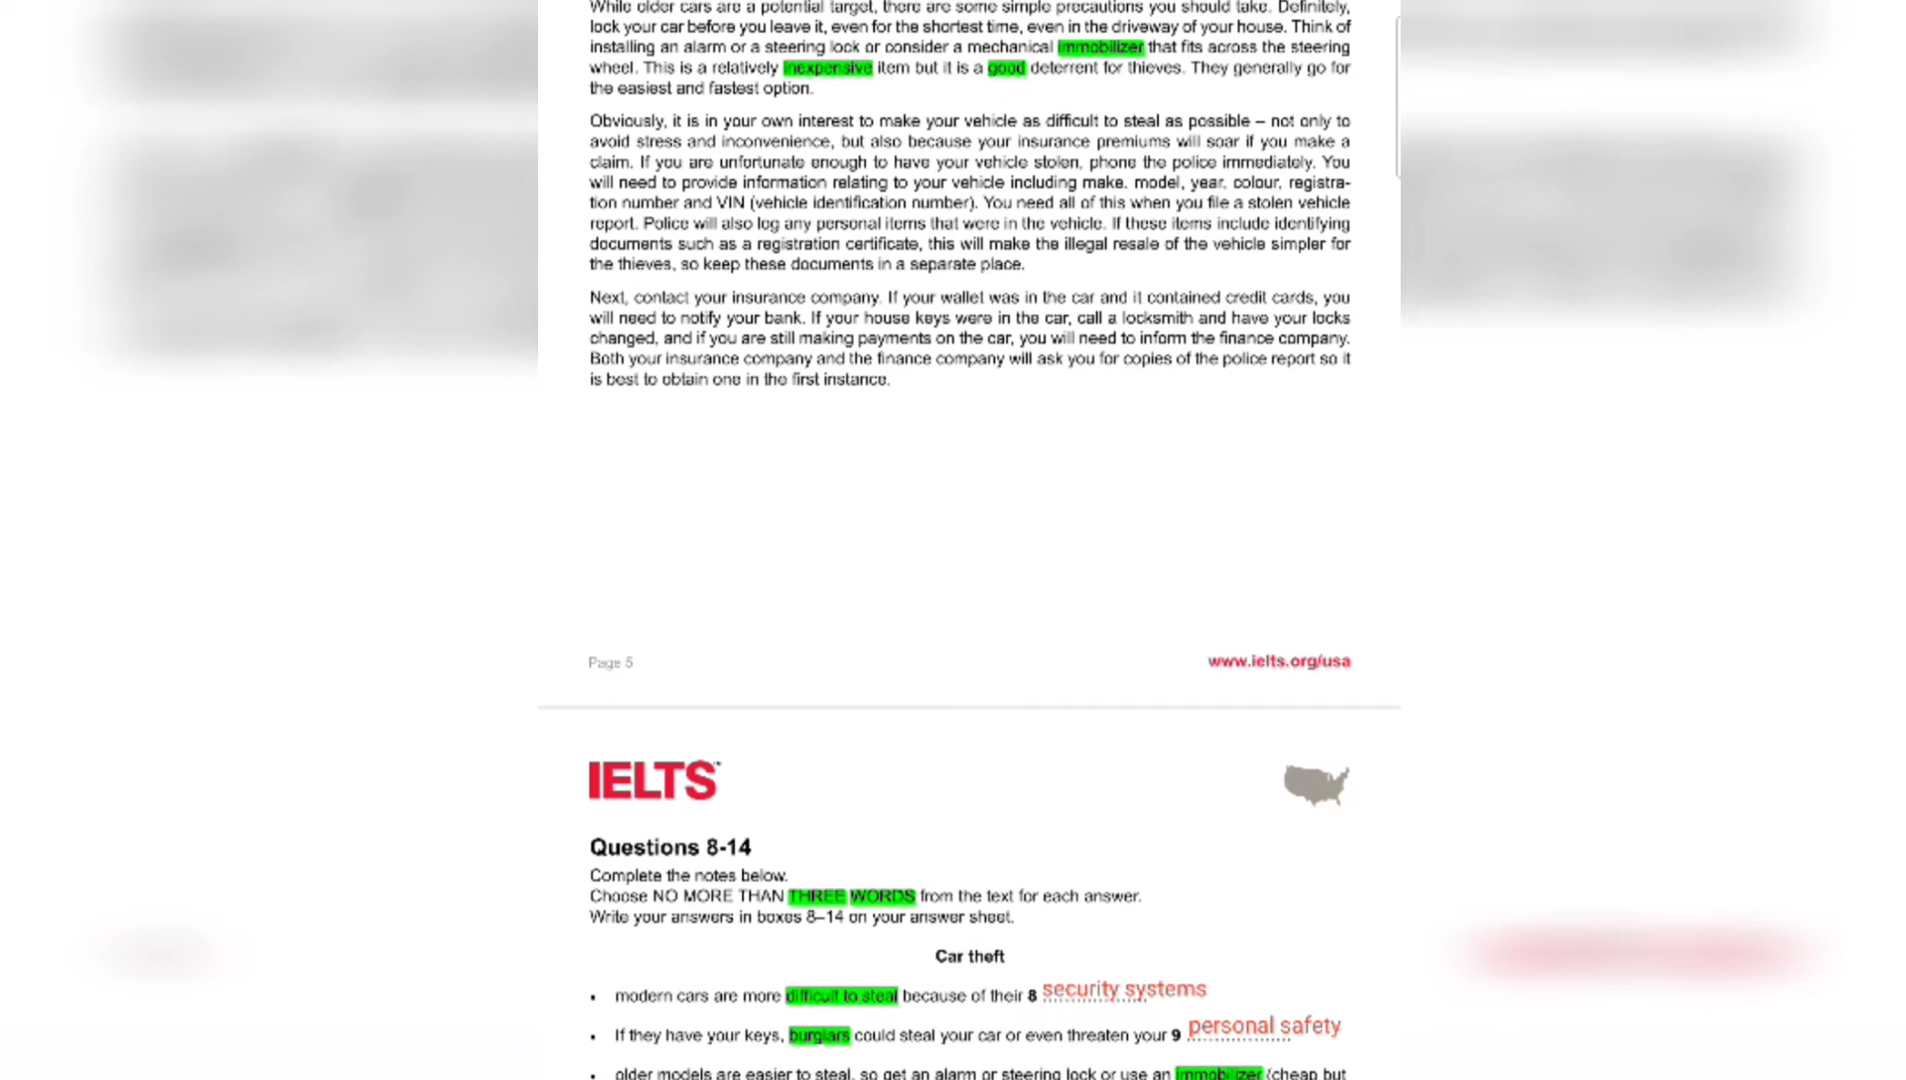 While older cars are a potential target, there are some simple precautions you should take. Definitely,
lock your car before you leave it, even for the shortest time, even in the driveway of your house. Think of
installing an alarm or a steering lock or consider a mechanical immobilizer that fits across the steering
wheel. This is a relatively inexpensive item but it is a good deterrent for thieves. They generally go for
the easiest and fastest option.
Obviously, it is in your own interest to make your vehicle as difficult to steal as possible – not only to
avoid stress and inconvenience, but also because your insurance premiums will soar if you make a
claim. If you are unfortunate enough to have your vehicle stolen, phone the police immediately. You
will need to provide information relating to your vehicle including make, model, year, colour, registra-
tion number and VIN (vehicle identification number). You need all of this when you file a stolen vehicle
report. Police will also log any personal items that were in the vehicle. If these items include identifying
documents such as a registration certificate, this will make the illegal resale of the vehicle simpler for
the thieves, so keep these documents in a separate place.
Next, contact your insurance company. If your wallet was in the car and it contained credit cards, you
will need to notify your bank. If your house keys were in the car, call a locksmith and have your locks
changed, and if you are still making payments on the car, you will need to inform the finance company.
Both your insurance company and the finance company will ask you for copies of the police report so it
is best to obtain one in the first instance.
Page 5
www.ielts.org/usa
IELTS™
Questions 8-14
Complete the notes below.
Choose NO MORE THAN THREE WORDS from the text for each answer.
Write your answers in boxes 8–14 on your answer sheet.
Car theft
• modern cars are more difficult to steal because of their 8 security systems
• If they have your keys, burglars could steal your car or even threaten your 9 personal safety
• older models are easier to steal, so get an alarm or steering lock or use an immobilizer (cheap but